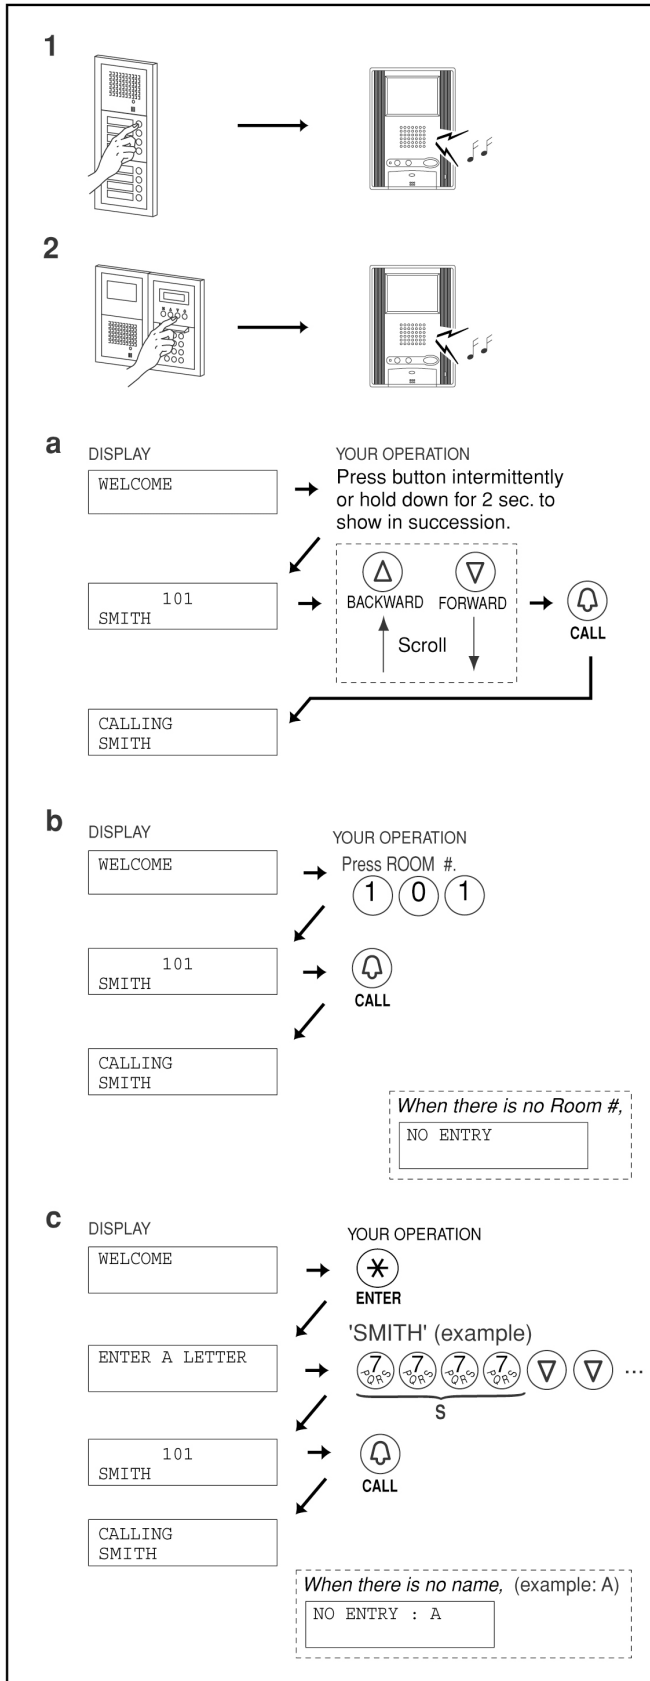 1
2
a
DISPLAY
YOUR OPERATION
WELCOME
Press button intermittently
or hold down for 2 sec. to
show in succession.
101
SMITH
BACKWARD FORWARD
Scroll
CALL
CALLING
SMITH
b
DISPLAY
YOUR OPERATION
WELCOME
Press ROOM #.
1 0 1
101
SMITH
CALL
CALLING
SMITH
When there is no Room #,
NO ENTRY
c
DISPLAY
YOUR OPERATION
WELCOME
ENTER
'SMITH' (example)
ENTER A LETTER
7 PQRS 7 PQRS 7 PQRS 7 PQRS ...
S
101
SMITH
CALL
CALLING
SMITH
When there is no name, (example: A)
NO ENTRY : A